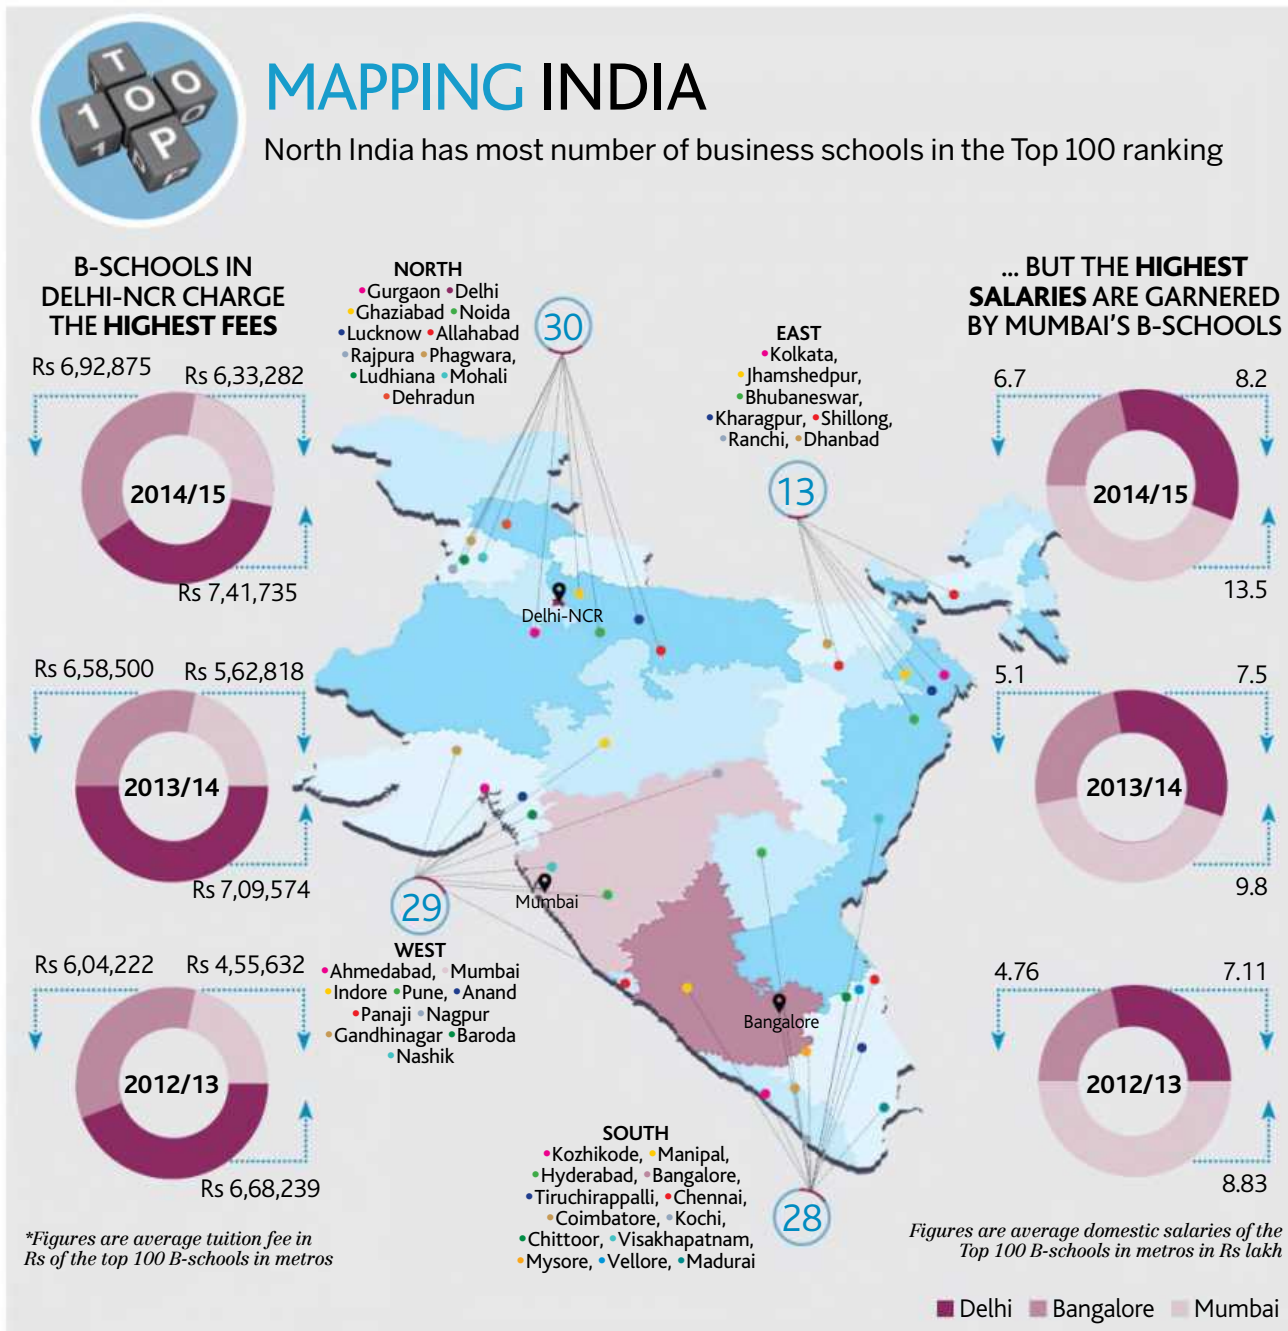 TOP
100
MAPPING INDIA
North India has most number of business schools in the Top 100 ranking
B-SCHOOLS IN
DELHI-NCR CHARGE
THE HIGHEST FEES
Rs 6,92,875
Rs 6,33,282
2014/15
Rs 7,41,735
Rs 6,58,500
Rs 5,62,818
2013/14
Rs 7,09,574
Rs 6,04,222
Rs 4,55,632
2012/13
Rs 6,68,239
*Figures are average tuition fee in
Rs of the top 100 B-schools in metros
NORTH
•Gurgaon •Delhi
•Ghaziabad •Noida
•Lucknow •Allahabad
•Rajpura •Phagwara,
•Ludhiana •Mohali
•Dehradun
30
EAST
•Kolkata,
•Jhamshedpur,
•Bhubaneswar,
•Kharagpur, •Shillong,
•Ranchi, •Dhanbad
13
Delhi-NCR
Mumbai
Bangalore
29
WEST
•Ahmedabad, •Mumbai
•Indore •Pune, •Anand
•Panaji •Nagpur
•Gandhinagar •Baroda
•Nashik
SOUTH
•Kozhikode, •Manipal,
•Hyderabad, •Bangalore,
•Tiruchirappalli, •Chennai,
•Coimbatore, •Kochi,
•Chittoor, •Visakhapatnam,
•Mysore, •Vellore, •Madurai
28
... BUT THE HIGHEST
SALARIES ARE GARNERED
BY MUMBAI'S B-SCHOOLS
6.7
8.2
2014/15
13.5
5.1
7.5
2013/14
9.8
4.76
7.11
2012/13
8.83
Figures are average domestic salaries of the
Top 100 B-schools in metros in Rs lakh
Delhi Bangalore Mumbai